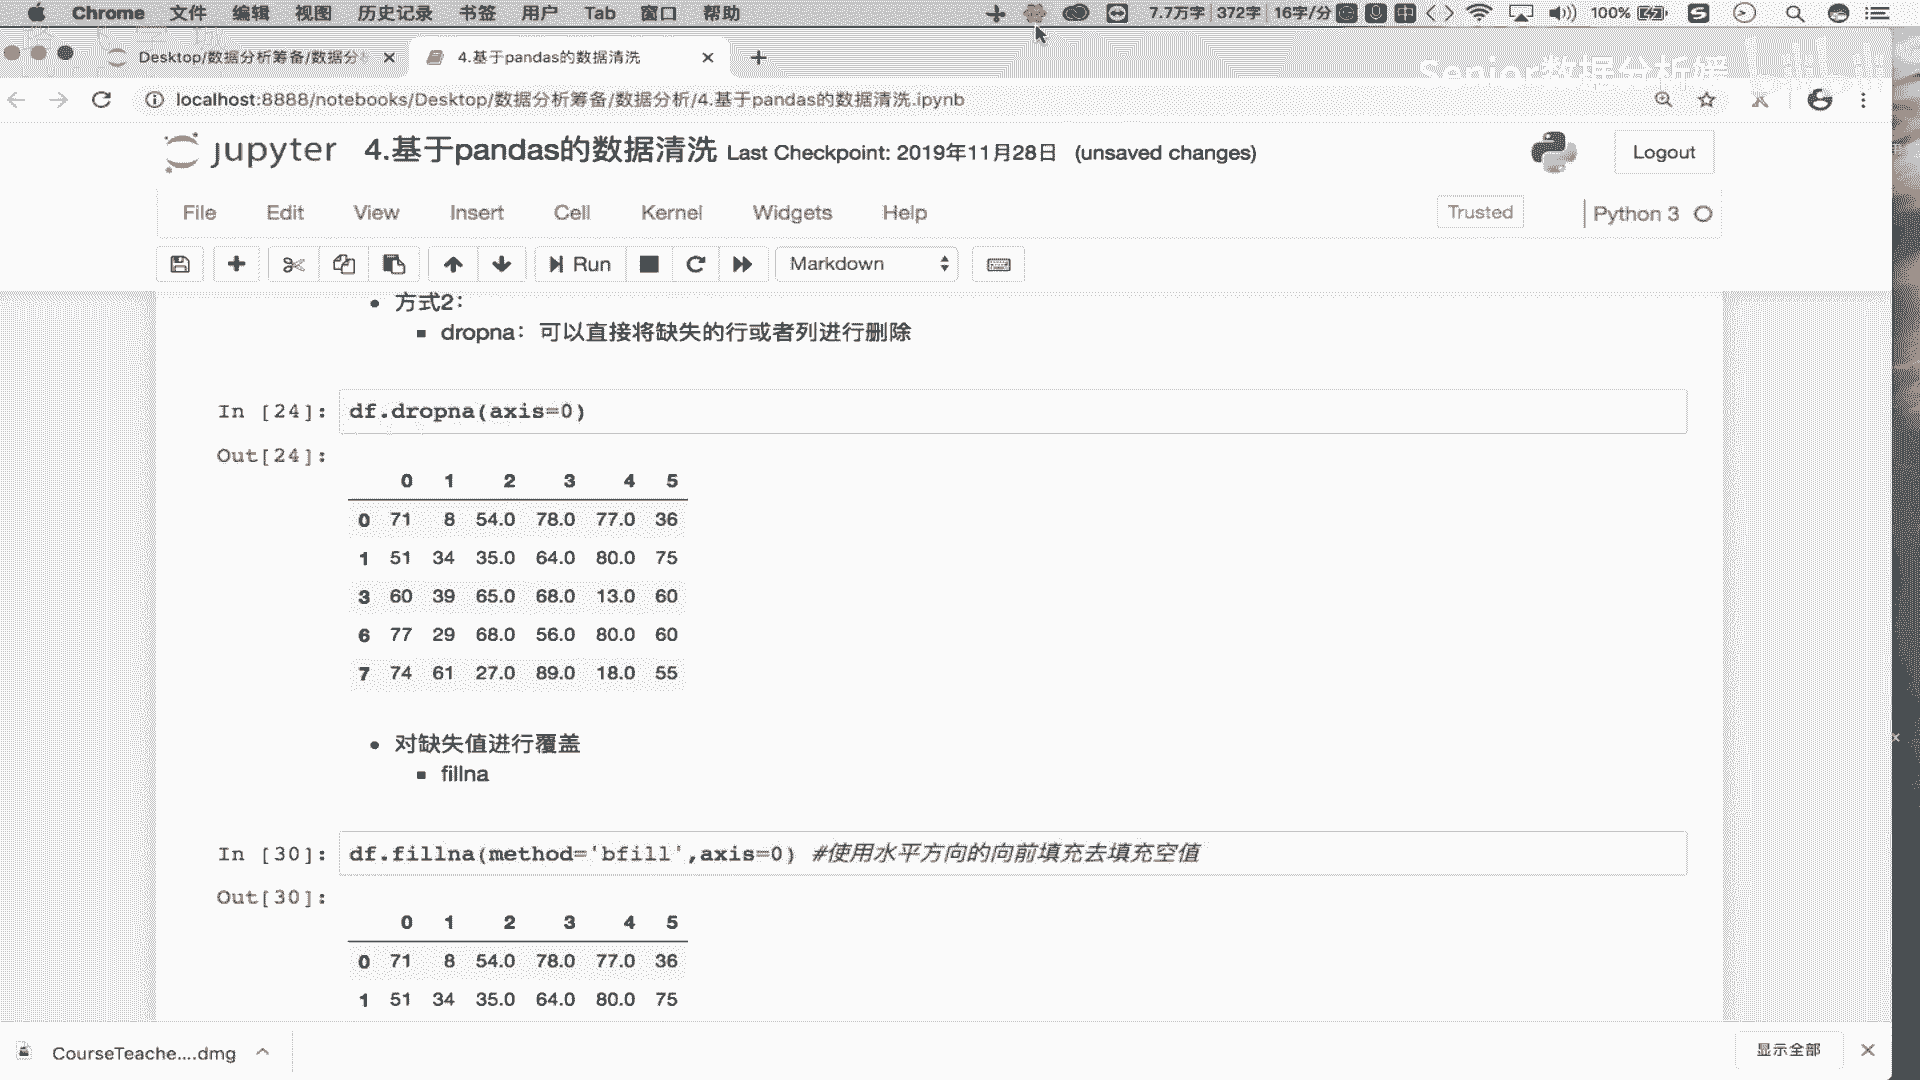 Chrome 文件 编辑 视图 历史记录 书签 用户 Tab 窗口 帮助 7.7万字 372字 16字/分 中 100%
Desktop/数据分析筹备/数据分 4.基于pandas的数据清洗
Senior数据分析媛 bilibili
localhost:8888/notebooks/Desktop/数据分析筹备/数据分析/4.基于pandas的数据清洗.ipynb
jupyter 4.基于pandas的数据清洗 Last Checkpoint: 2019年11月28日 (unsaved changes) Logout
File Edit View Insert Cell Kernel Widgets Help Trusted Python 3
Run Markdown
方式2：
dropna：可以直接将缺失的行或者列进行删除
In [24]: df.dropna(axis=0)
Out[24]:
0 1 2 3 4 5
0 71 8 54.0 78.0 77.0 36
1 51 34 35.0 64.0 80.0 75
3 60 39 65.0 68.0 13.0 60
6 77 29 68.0 56.0 80.0 60
7 74 61 27.0 89.0 18.0 55
对缺失值进行覆盖
fillna
In [30]: df.fillna(method='bfill',axis=0) #使用水平方向的向前填充去填充空值
Out[30]:
0 1 2 3 4 5
0 71 8 54.0 78.0 77.0 36
1 51 34 35.0 64.0 80.0 75
CourseTeache....dmg 显示全部